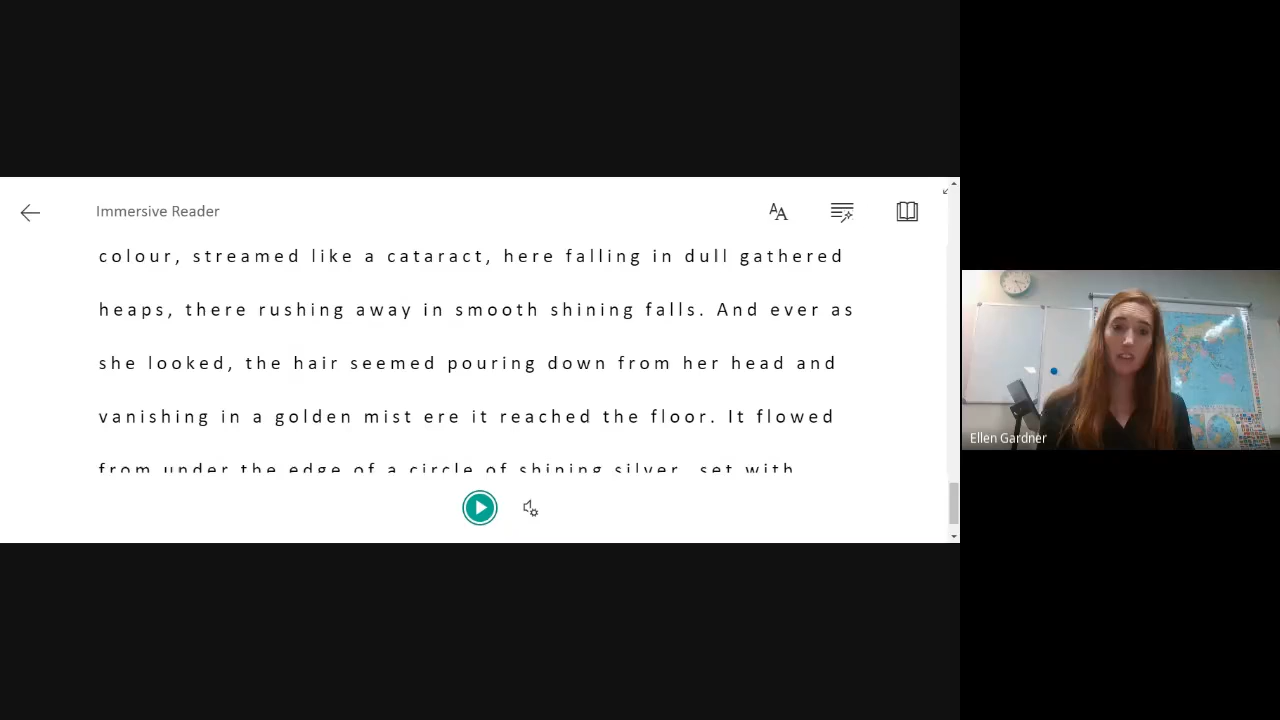 Immersive Reader
colour, streamed like a cataract, here falling in dull gathered
heaps, there rushing away in smooth shining falls. And ever as
she looked, the hair seemed pouring down from her head and
vanishing in a golden mist ere it reached the floor. It flowed
from under the edge of a circle of shining silver, set with
Ellen Gardner